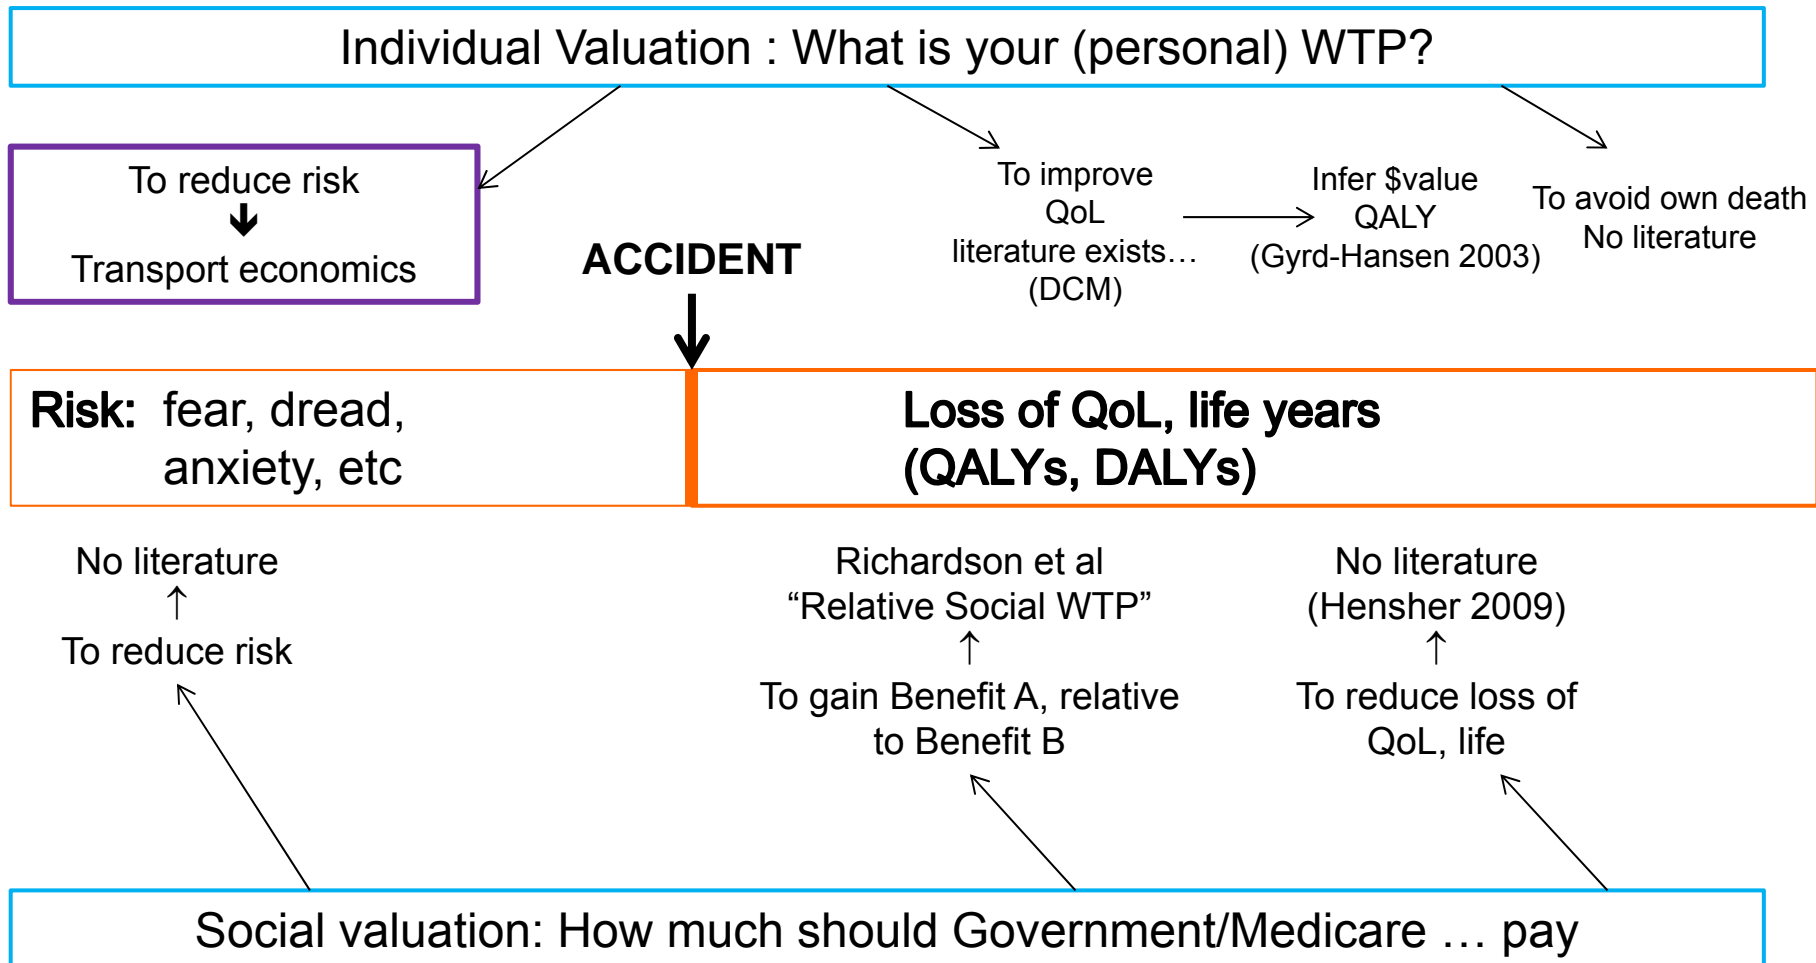 Individual Valuation : What is your (personal) WTP?
To reduce risk
🡻
Transport economics
ACCIDENT
To improve
QoL
literature exists…
(DCM)
Infer $value
QALY
(Gyrd-Hansen 2003)
To avoid own death
No literature
Risk: fear, dread,
anxiety, etc
Loss of QoL, life years
(QALYs, DALYs)
No literature
↑
To reduce risk
Richardson et al
“Relative Social WTP”
↑
To gain Benefit A, relative
to Benefit B
No literature
(Hensher 2009)
↑
To reduce loss of
QoL, life
Social valuation: How much should Government/Medicare … pay